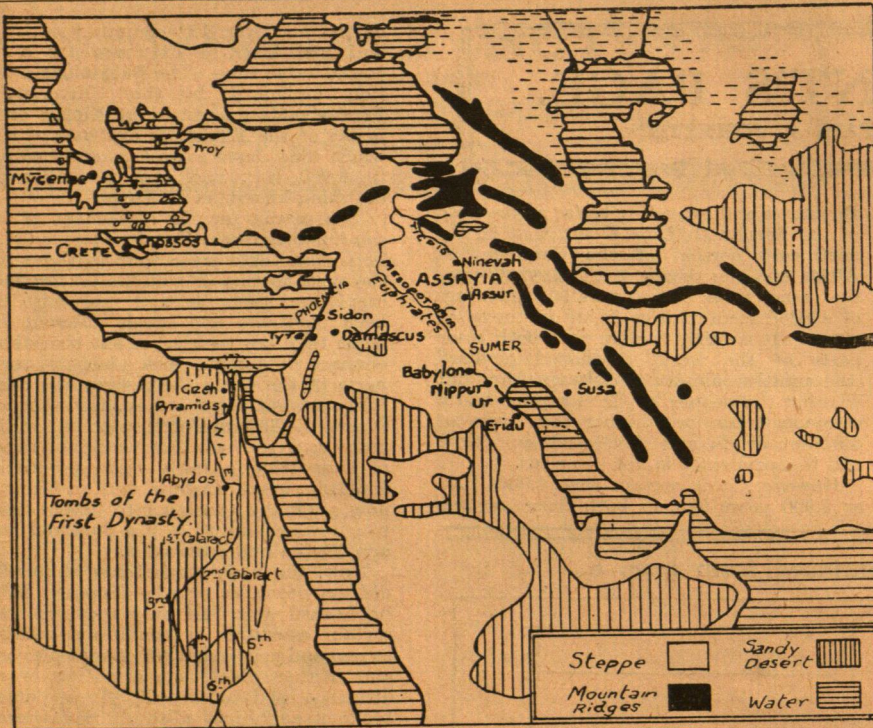 Troy
Mycenae
CRETE
Cnossos
TIGRIS
Ninevah
ASSRYIA
Assur
MESOPOTAMIA
Euphrates
PHOENICIA
Sidon
Tyre
Damascus
SUMER
Babylon
Nippur
Ur
Eridu
Susa
Gizeh
Pyramids
NILE
Abydos
Tombs of the
First Dynasty.
1ST Cataract
2nd Cataract
3rd
4th
5th
6th
?
Steppe
Sandy
Desert
Mountain
Ridges
Water